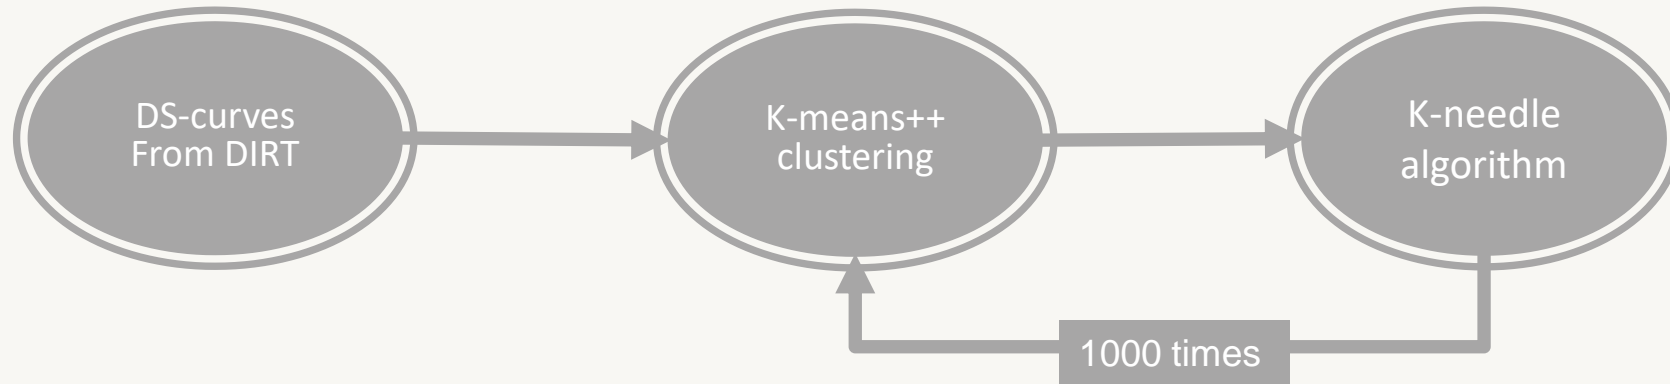 DS-curves
From DIRT
K-means++
clustering
K-needle
algorithm
1000 times